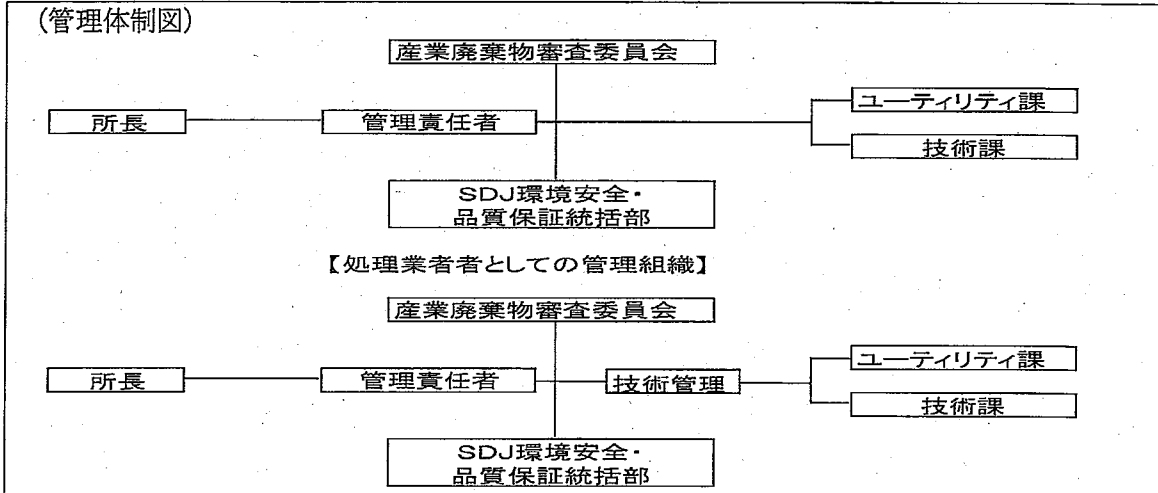 (管理体制図)
産業廃棄物審査委員会
所長
管理責任者
ユーティリティ課
技術課
SDJ環境安全・
品質保証統括部
【処理業者者としての管理組織】
産業廃棄物審査委員会
所長
管理責任者
技術管理
ユーティリティ課
技術課
SDJ環境安全・
品質保証統括部